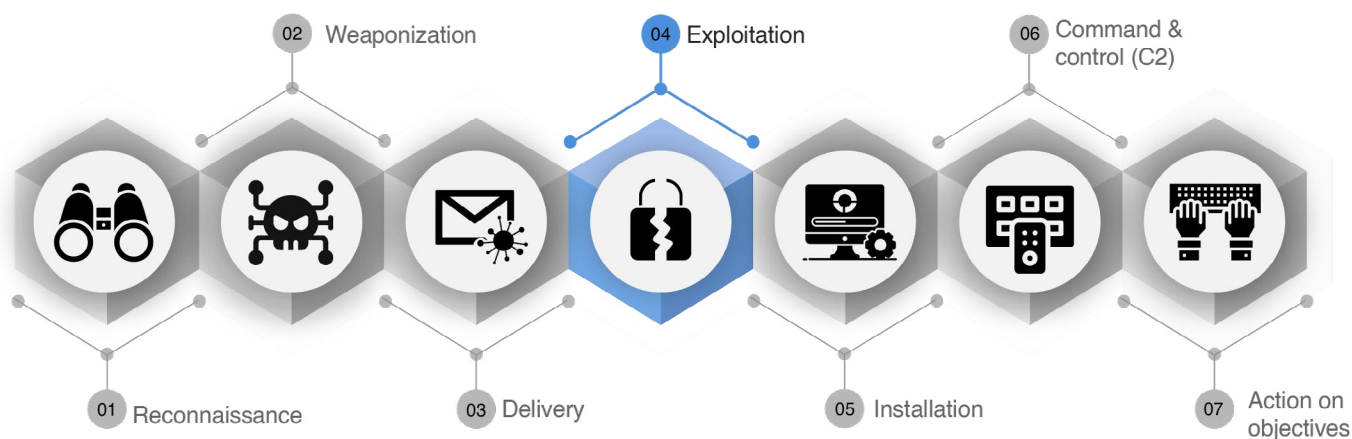 02 Weaponization
04 Exploitation
06 Command &
control (C2)
01 Reconnaissance
03 Delivery
05 Installation
07 Action on
objectives